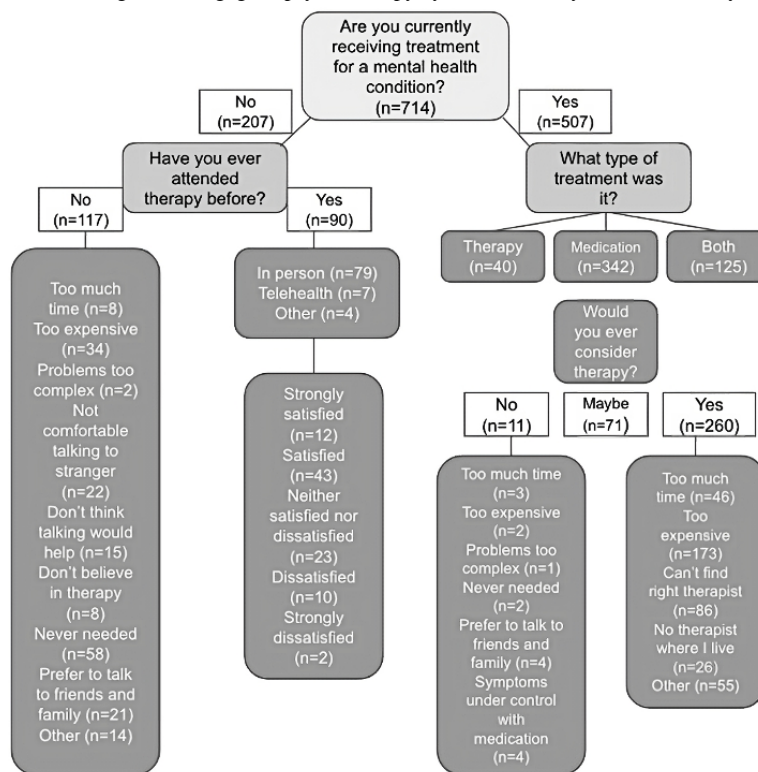 Are you currently
receiving treatment
for a mental health
condition?
(n=714)
No
(n=207)
Yes
(n=507)
Have you ever
attended
therapy before?
What type of
treatment was
it?
No
(n=117)
Yes
(n=90)
Therapy
(n=40)
Medication
(n=342)
Both
(n=125)
In person (n=79)
Telehealth (n=7)
Other (n=4)
Too much
time (n=8)
Too expensive
(n=34)
Problems too
complex (n=2)
Not
comfortable
talking to
stranger
(n=22)
Don't think
talking would
help (n=15)
Don't believe
in therapy
(n=8)
Never needed
(n=58)
Prefer to talk
to friends and
family (n=21)
Other (n=14)
Strongly
satisfied
(n=12)
Satisfied
(n=43)
Neither
satisfied nor
dissatisfied
(n=23)
Dissatisfied
(n=10)
Strongly
dissatisfied
(n=2)
Would
you ever
consider
therapy?
No
(n=11)
Maybe
(n=71)
Yes
(n=260)
Too much time
(n=3)
Too expensive
(n=2)
Problems too
complex (n=1)
Never needed
(n=2)
Prefer to talk to
friends and
family (n=4)
Symptoms
under control
with
medication
(n=4)
Too much
time (n=46)
Too
expensive
(n=173)
Can't find
right therapist
(n=86)
No therapist
where I live
(n=26)
Other (n=55)